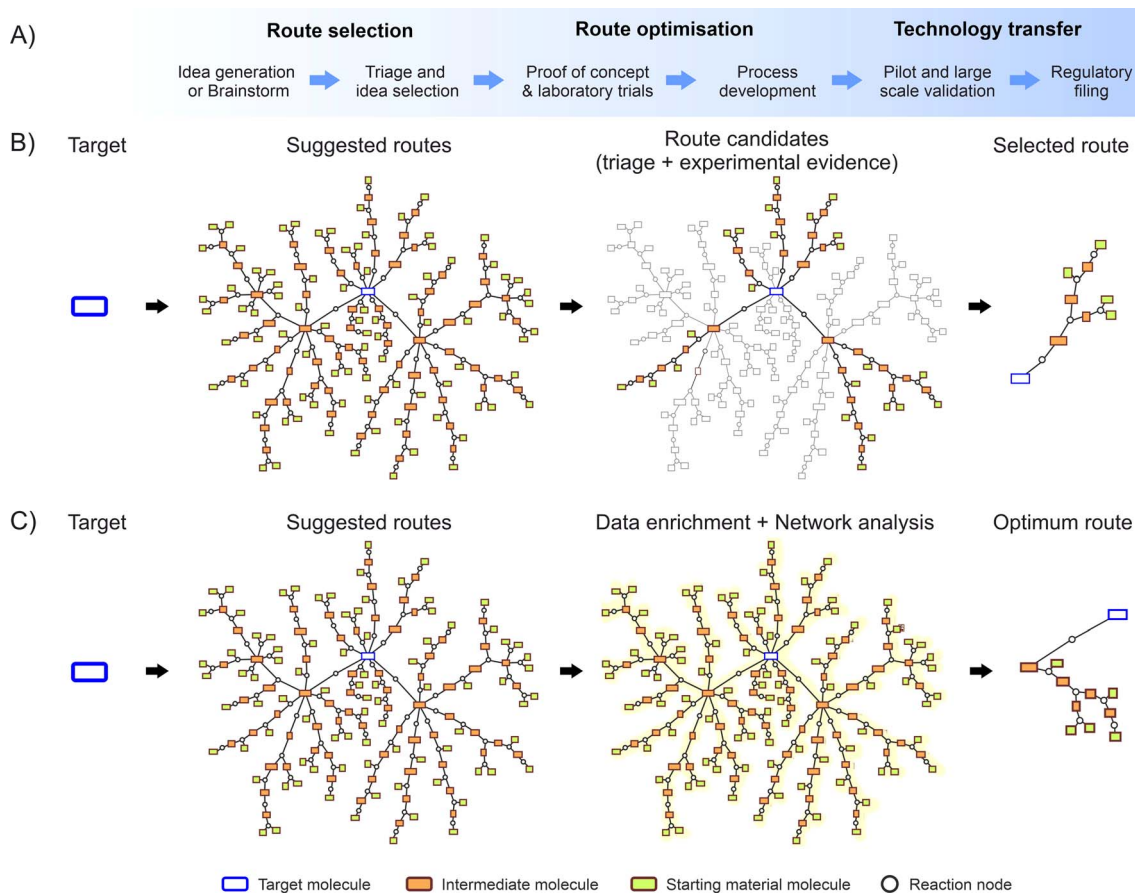 A)
Route selection
Route optimisation
Technology transfer
Idea generation
or Brainstorm
Triage and
idea selection
Proof of concept
& laboratory trials
Process
development
Pilot and large
scale validation
Regulatory
filing
B)
Target
Suggested routes
Route candidates
(triage + experimental evidence)
Selected route
C)
Target
Suggested routes
Data enrichment + Network analysis
Optimum route
Target molecule
Intermediate molecule
Starting material molecule
Reaction node